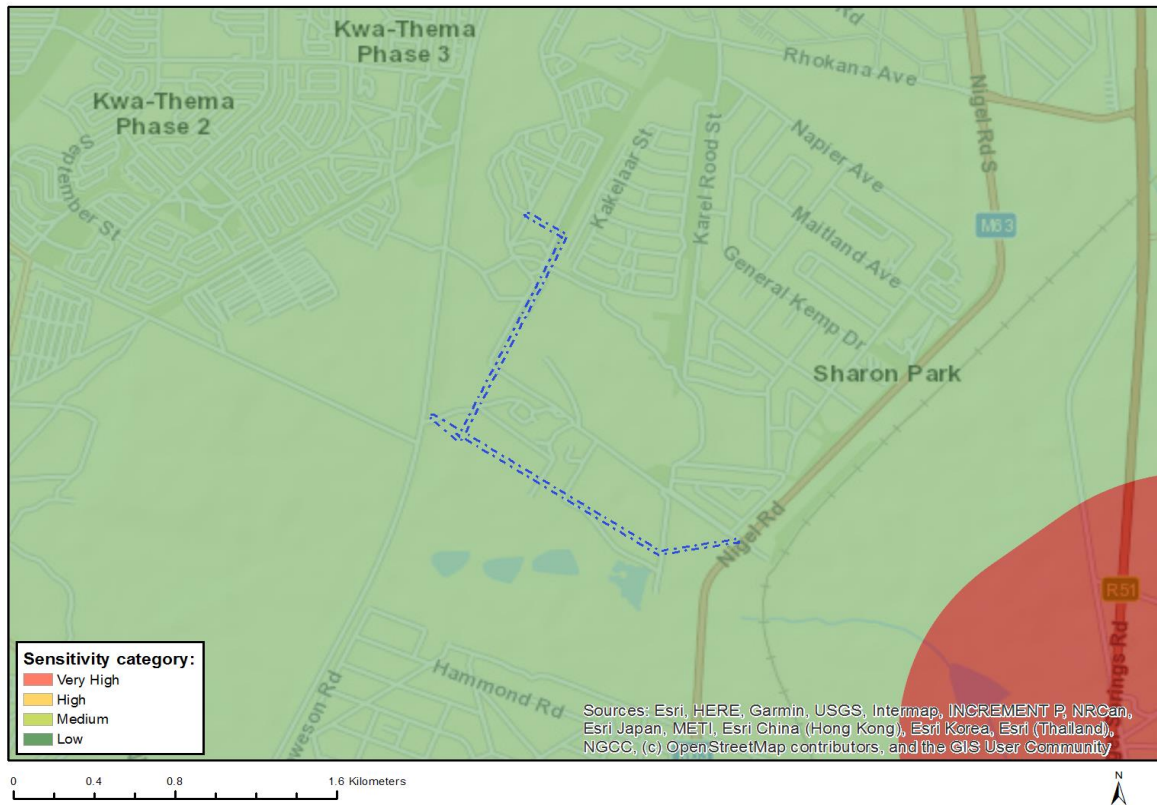 Kwa-Thema
Phase 3
Rd
Rhokana Ave
Kwa-Thema
Phase 2
September St
Nigel Rd S
Napier Ave
Kakelaar St
Karel Rood St
Maitland Ave
M63
General Kemp Dr
Sharon Park
Nigel Rd
R51
Hammond Rd
Sensitivity category:
Very High
High
Medium
Low
Sources: Esri, HERE, Garmin, USGS, Intermap, INCREMENT P, NRCan,
Esri Japan, METI, Esri China (Hong Kong), Esri Korea, Esri (Thailand),
NGCC, (c) OpenStreetMap contributors, and the GIS User Community
0 0.4 0.8 1.6 Kilometers
N